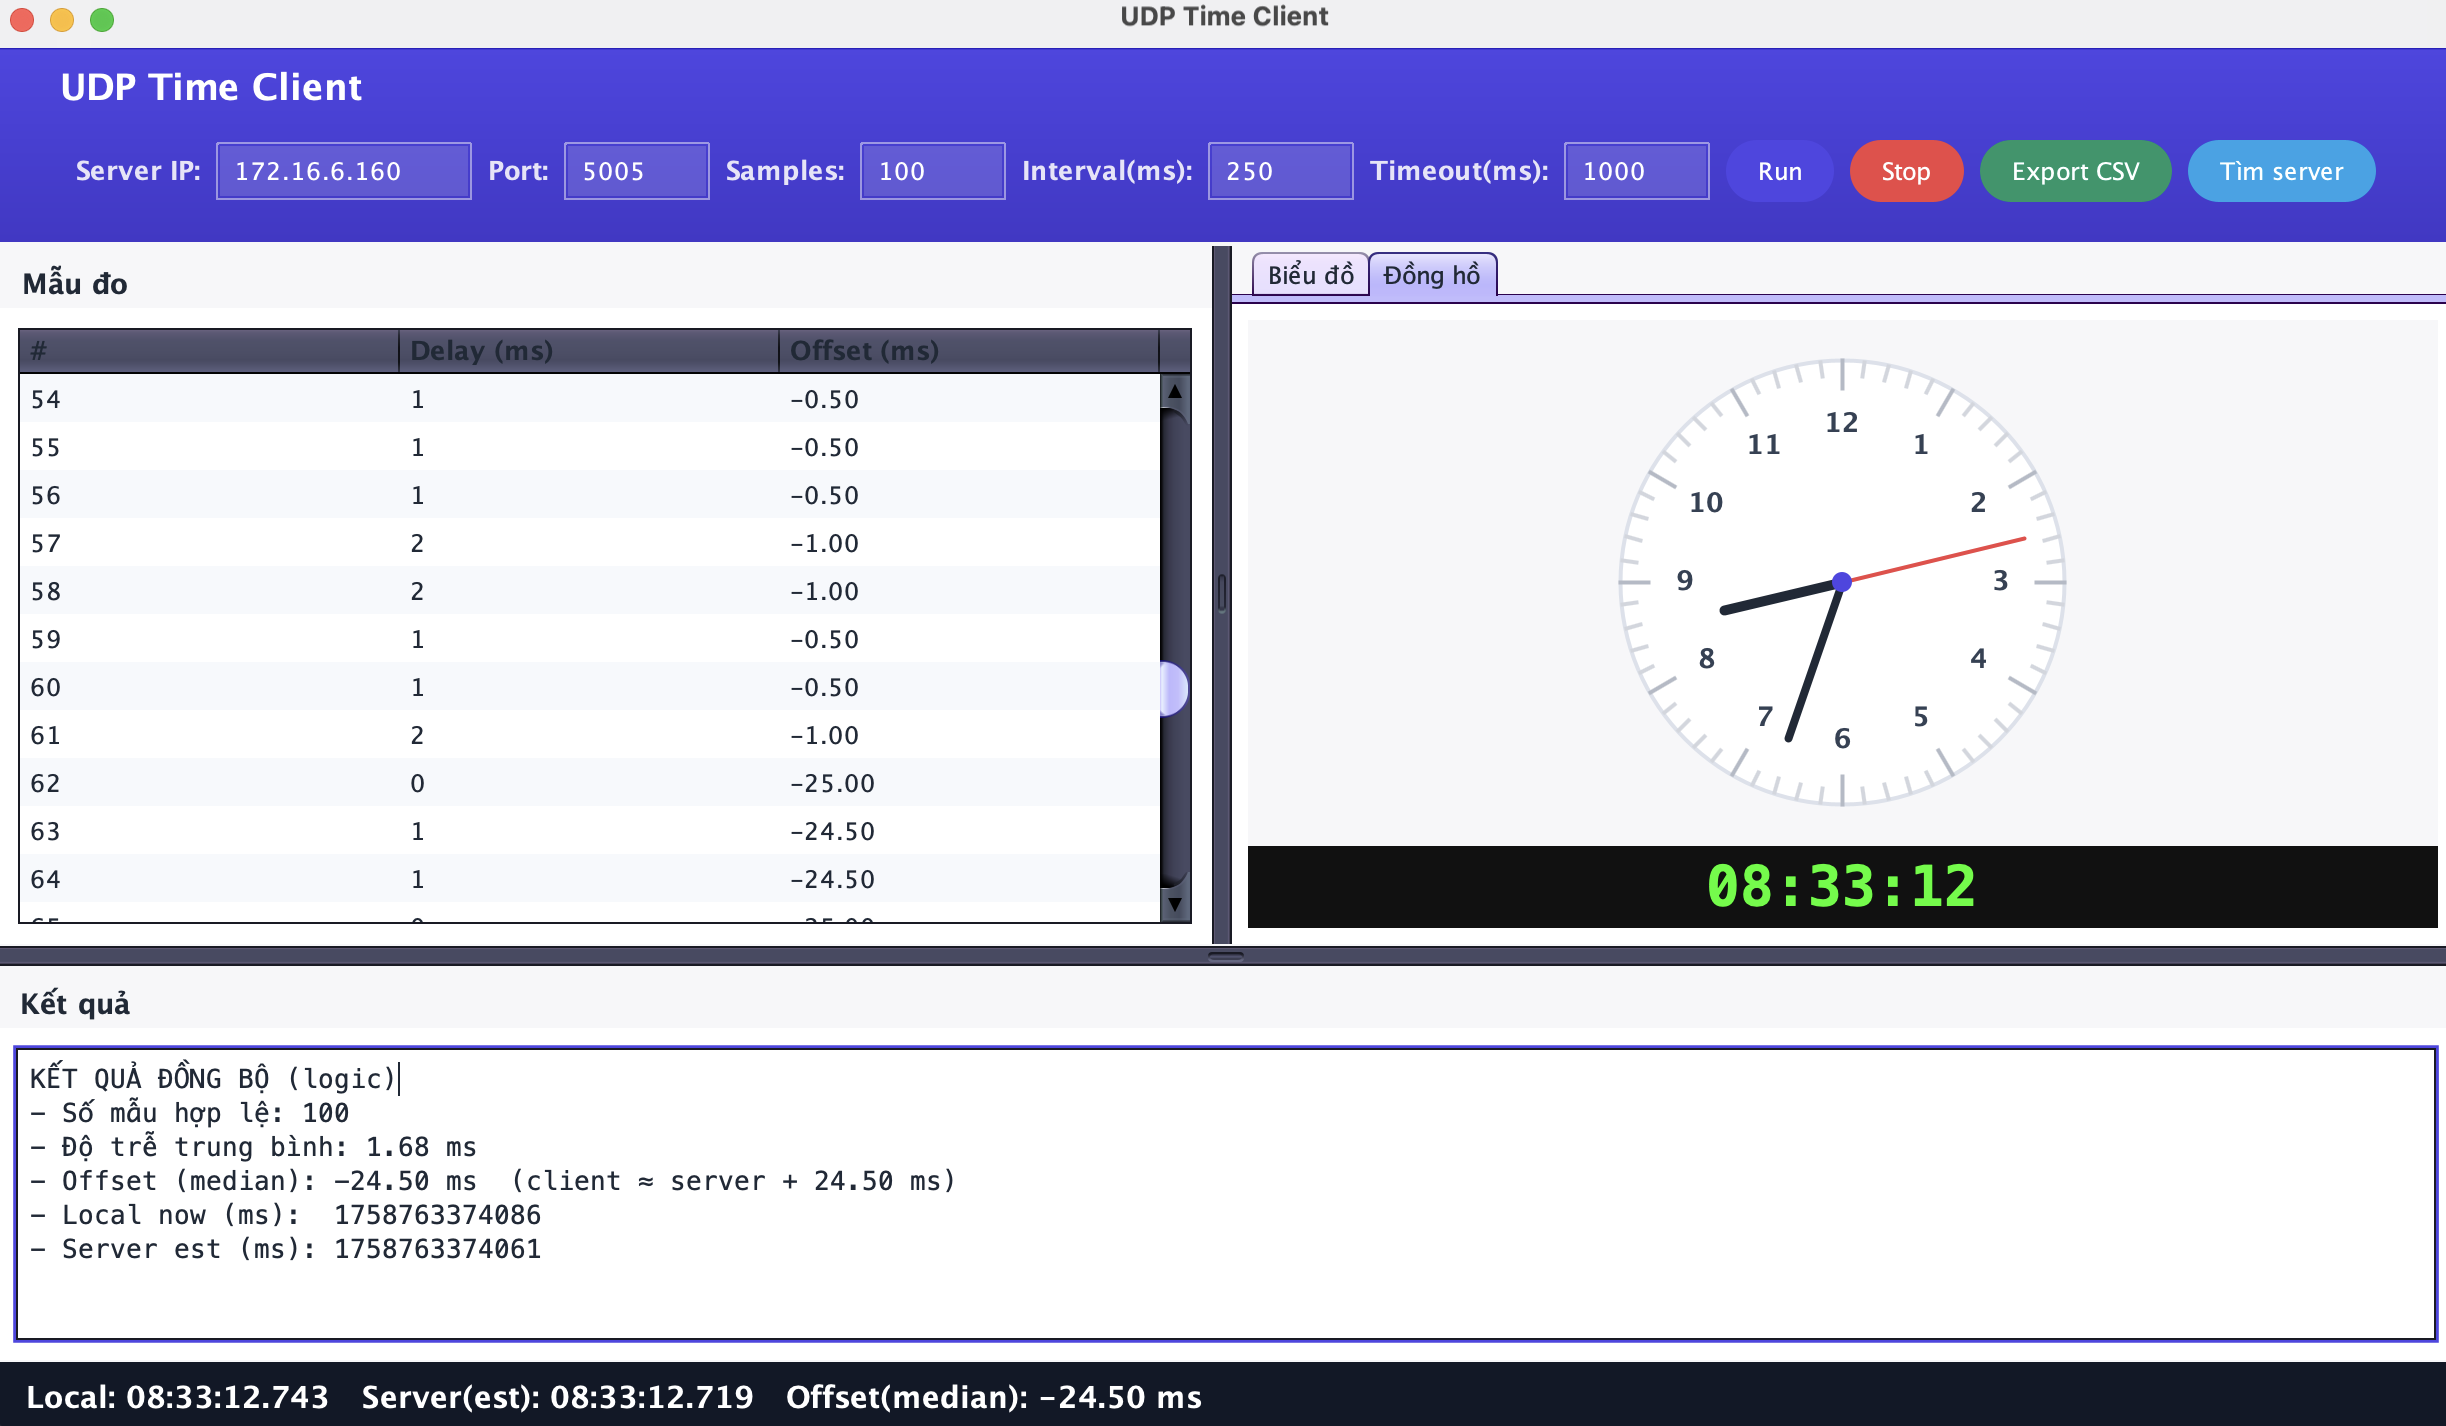 UDP Time Client
UDP Time Client
Server IP: 172.16.6.160 Port: 5005 Samples: 100 Interval(ms): 250 Timeout(ms): 1000 Run Stop Export CSV Tìm server
Mẫu đo
# Delay (ms) Offset (ms)
54 1 -0.50
55 1 -0.50
56 1 -0.50
57 2 -1.00
58 2 -1.00
59 1 -0.50
60 1 -0.50
61 2 -1.00
62 0 -25.00
63 1 -24.50
64 1 -24.50
Biểu đồ Đồng hồ
12
1
2
3
4
5
6
7
8
9
10
11
08:33:12
Kết quả
KẾT QUẢ ĐỒNG BỘ (logic)
- Số mẫu hợp lệ: 100
- Độ trễ trung bình: 1.68 ms
- Offset (median): -24.50 ms (client ≈ server + 24.50 ms)
- Local now (ms): 1758763374086
- Server est (ms): 1758763374061
Local: 08:33:12.743 Server(est): 08:33:12.719 Offset(median): -24.50 ms